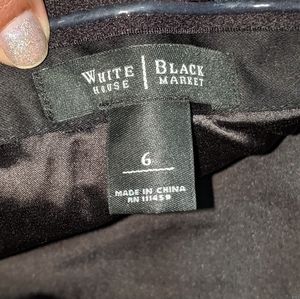 WHITE | BLACK
HOUSE | MARKET
6
MADE IN CHINA
RN 111459